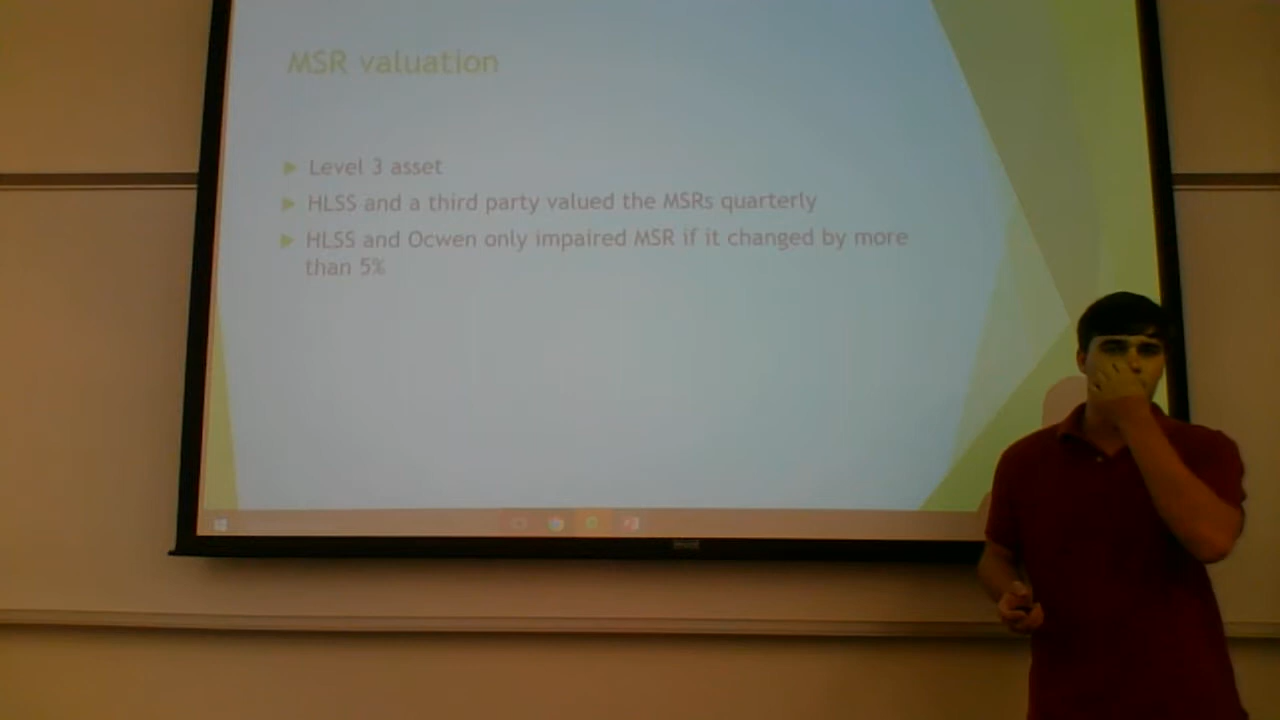 MSR valuation
Level 3 asset
HLSS and a third party valued the MSRs quarterly
HLSS and Ocwen only impaired MSR if it changed by more
than 5%